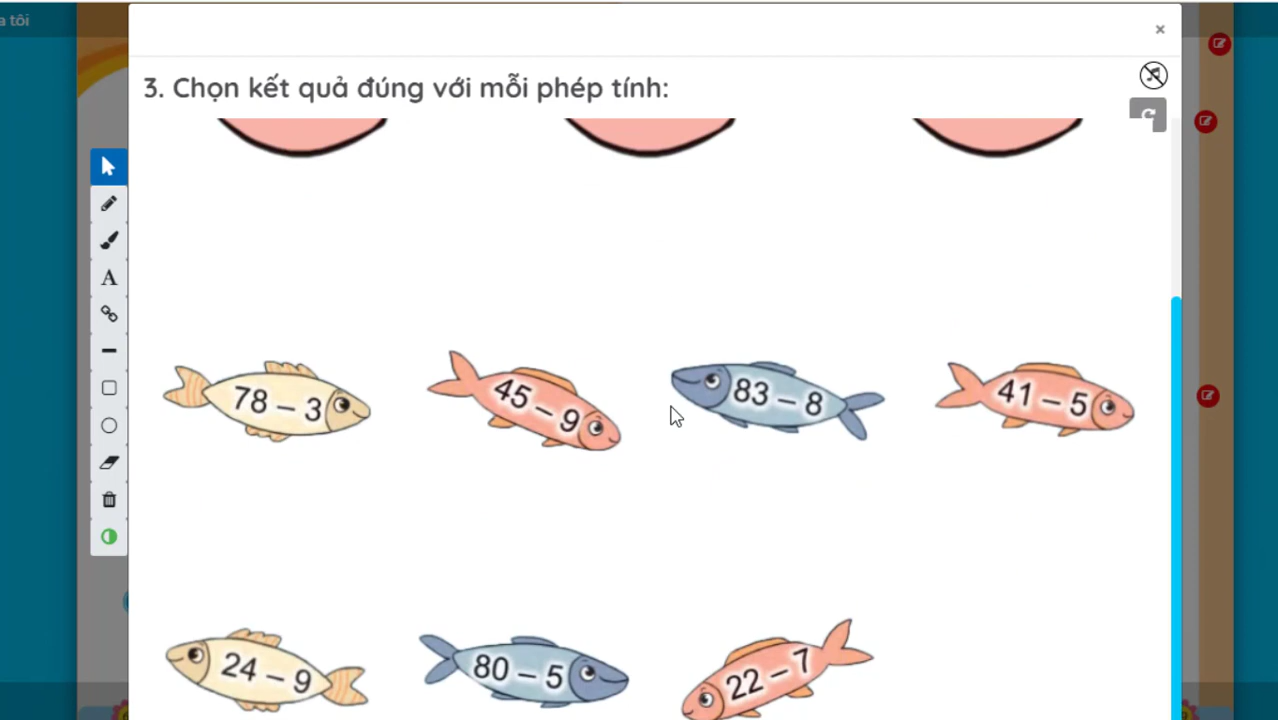 a tôi
×
3. Chọn kết quả đúng với mỗi phép tính:
A
78 – 3
45 – 9
83 – 8
41 – 5
24 – 9
80 – 5
22 – 7